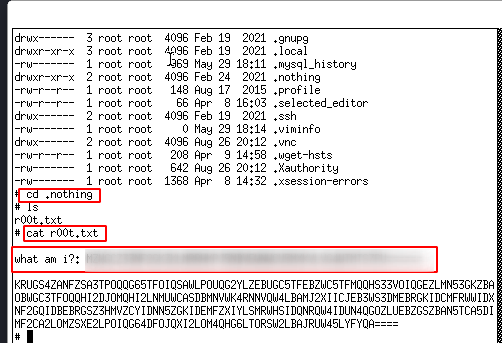 drwx------ 3 root root 4096 Feb 19 2021 .gnupg
drwxr-xr-x 3 root root 4096 Feb 19 2021 .local
-rw------- 1 root root 969 May 29 18:11 .mysql_history
drwxr-xr-x 2 root root 4096 Feb 24 2021 .nothing
-rw-r--r-- 1 root root 148 Aug 17 2015 .profile
-rw-r--r-- 1 root root 66 Apr 8 16:03 .selected_editor
drwx------ 2 root root 4096 Feb 19 2021 .ssh
-rw------- 1 root root 0 May 29 18:14 .viminfo
drwx------ 2 root root 4096 Aug 26 20:12 .vnc
-rw-r--r-- 1 root root 208 Apr 9 14:58 .wget-hsts
-rw------- 1 root root 642 Aug 26 20:12 .Xauthority
-rw------- 1 root root 1368 Apr 8 14:32 .xsession-errors
# cd .nothing
# ls
r00t.txt
# cat r00t.txt
what am i?:
KRUGS4ZANFZSA3TPOQQG65TFOIQSAWLPOUQG2YLZEBUGC5TFEBZWC5TFMQQHS33VOIQGEZLMN53GKZBA
OBWGC3TFOQQHI2DJOMQHI2LNMUWCASDBMNVWK4RNNVQW4LBAMJ2XIICJEB3WS3DMEBRGKIDCMFRWWIDX
NF2GQIDBEBRGSZ3HMVZCYIDNN5ZGKIDEMFZXIYLSMRWHSIDQNRQW4IDUN4QGOZLUEBZGSZBAN5TCA5DI
MF2CA2LOMZSXE2LPOIQG64DFOJQXI2LOM4QHG6LTORSW2LBAJRUW45LYFYQA====
#